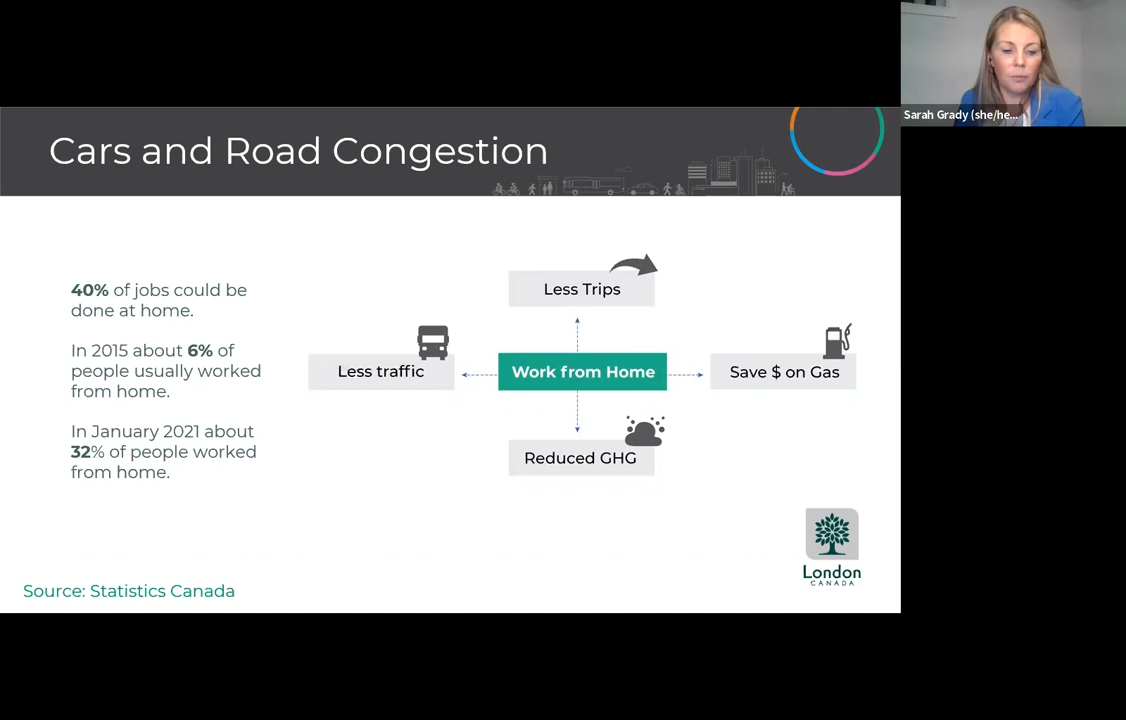 Sarah Grady (she/he...
Cars and Road Congestion
40% of jobs could be
done at home.
In 2015 about 6% of
people usually worked
from home.
In January 2021 about
32% of people worked
from home.
Less Trips
Less traffic
Work from Home
Save $ on Gas
Reduced GHG
London
CANADA
Source: Statistics Canada